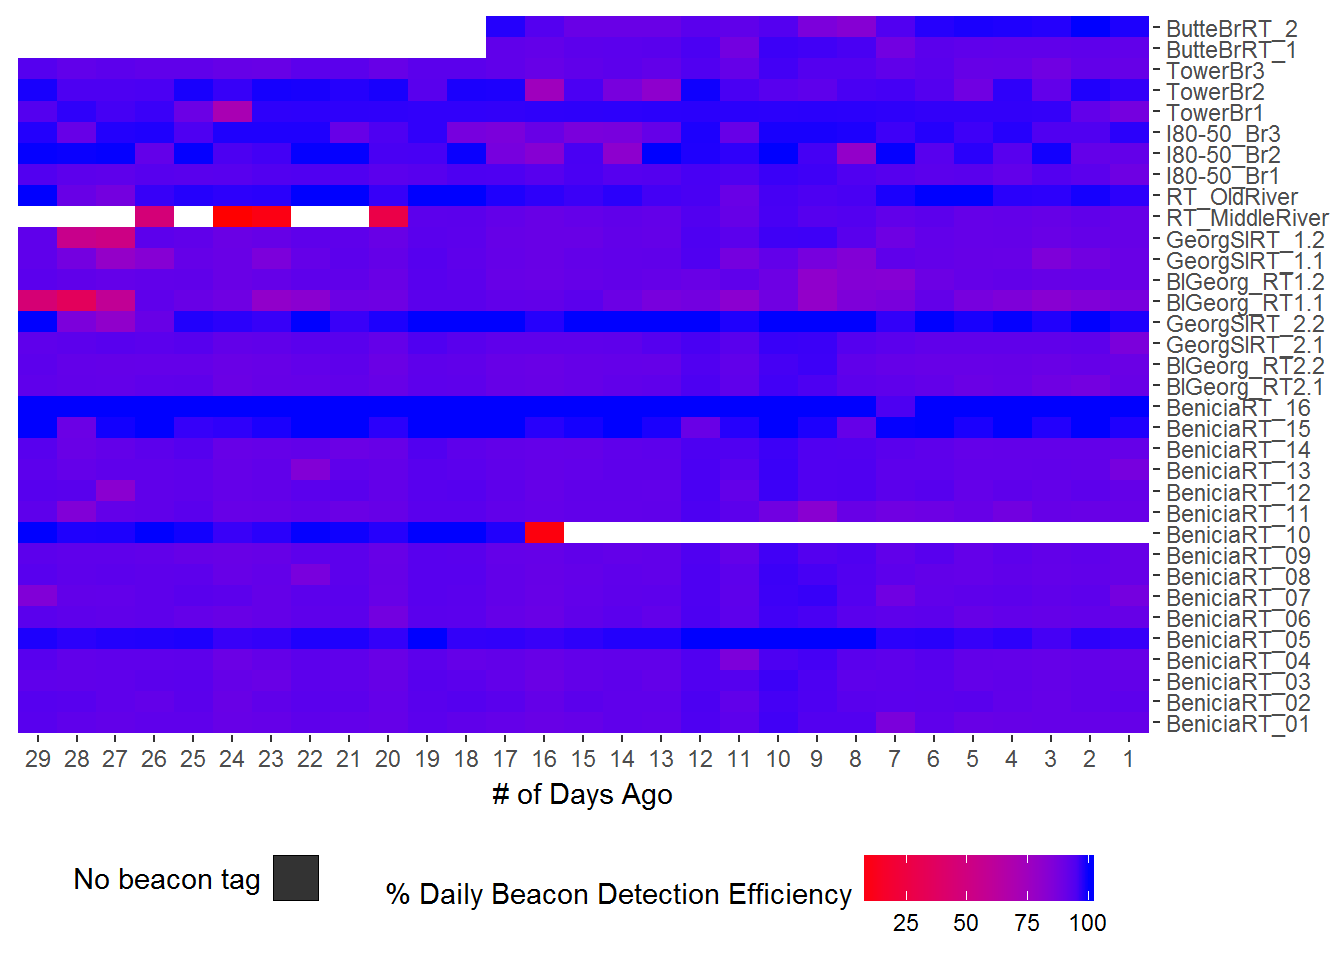 ButteBrRT_2
ButteBrRT_1
TowerBr3
TowerBr2
TowerBr1
I80-50_Br3
I80-50_Br2
I80-50_Br1
RT_OldRiver
RT_MiddleRiver
GeorgSlRT_1.2
GeorgSlRT_1.1
BlGeorg_RT1.2
BlGeorg_RT1.1
GeorgSlRT_2.2
GeorgSlRT_2.1
BlGeorg_RT2.2
BlGeorg_RT2.1
BeniciaRT_16
BeniciaRT_15
BeniciaRT_14
BeniciaRT_13
BeniciaRT_12
BeniciaRT_11
BeniciaRT_10
BeniciaRT_09
BeniciaRT_08
BeniciaRT_07
BeniciaRT_06
BeniciaRT_05
BeniciaRT_04
BeniciaRT_03
BeniciaRT_02
BeniciaRT_01
29 28 27 26 25 24 23 22 21 20 19 18 17 16 15 14 13 12 11 10 9 8 7 6 5 4 3 2 1
# of Days Ago
No beacon tag
% Daily Beacon Detection Efficiency
25 50 75 100